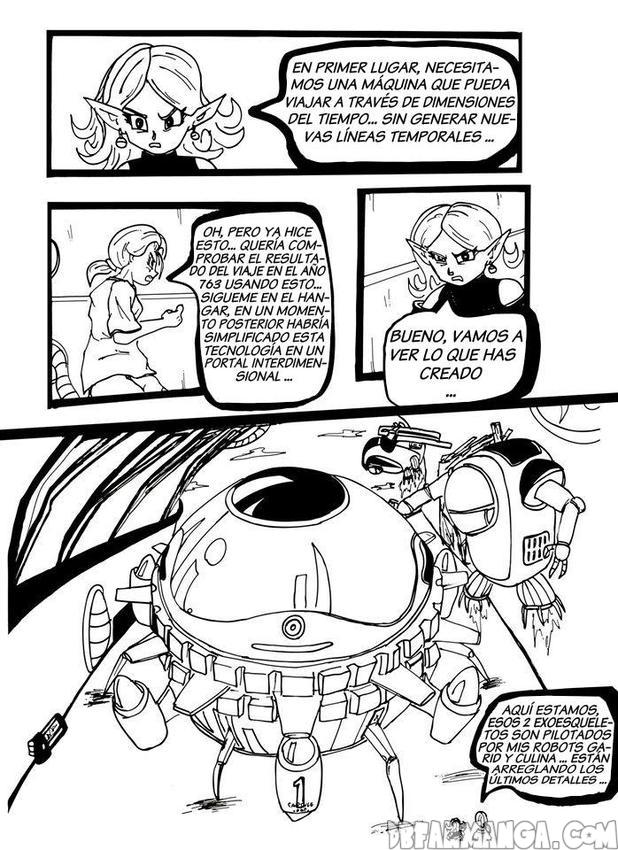 EN PRIMER LUGAR, NECESITA-
MOS UNA MÁQUINA QUE PUEDA
VIAJAR A TRAVÉS DE DIMENSIONES
DEL TIEMPO... SIN GENERAR NUE-
VAS LÍNEAS TEMPORALES ...
OH, PERO YA HICE
ESTO... QUERÍA COM-
PROBAR EL RESULTA-
DO DEL VIAJE EN EL AÑO
763 USANDO ESTO...
SIGUEME EN EL HAN-
GAR, EN UN MOMENTO
POSTERIOR HABRÍA
SIMPLIFICADO ESTA
TECNOLOGÍA EN UN
PORTAL INTERDIMEN-
SIONAL ...
BUENO, VAMOS A
VER LO QUE HAS
CREADO
...
AQUÍ ESTAMOS,
ESOS 2 EXOESQUELE-
TOS SON PILOTADOS
POR MIS ROBOTS GA-
RID Y CULINA ... ESTÁN
ARREGLANDO LOS
ÚLTIMOS DETALLES ...
1
DBFANMANGA.COM